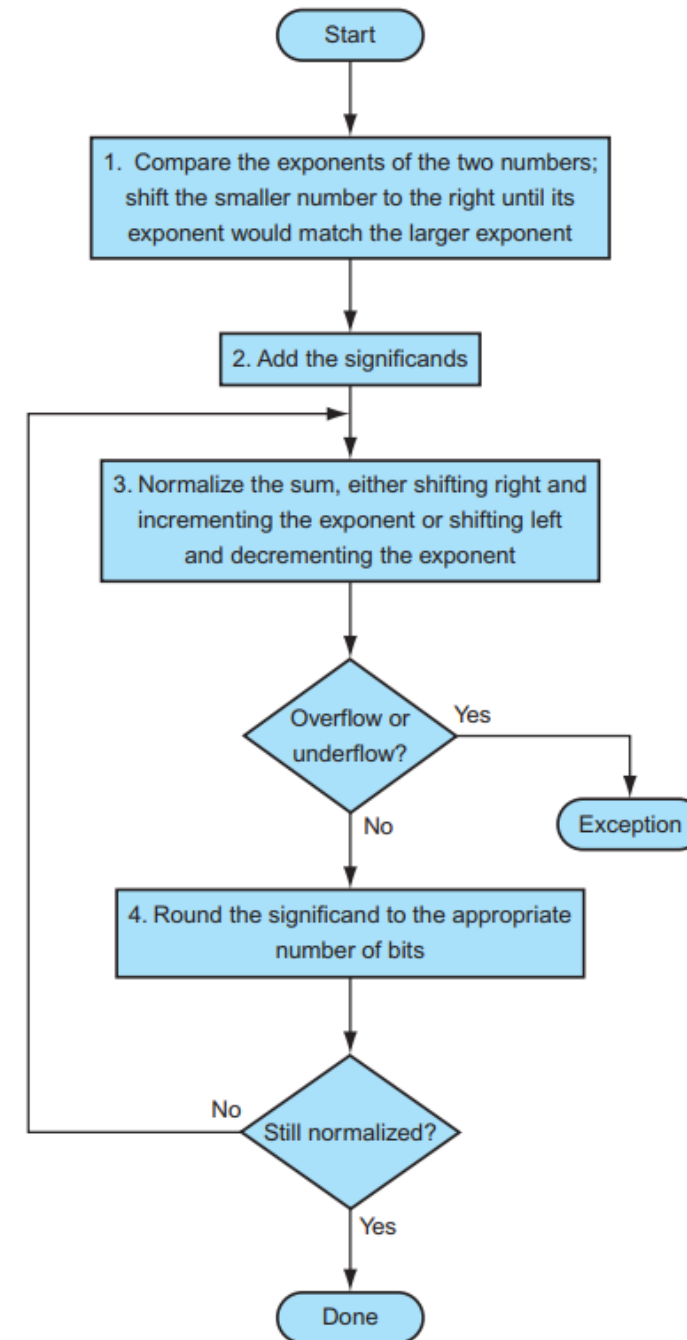 Start
1. Compare the exponents of the two numbers;
shift the smaller number to the right until its
exponent would match the larger exponent
2. Add the significands
3. Normalize the sum, either shifting right and
incrementing the exponent or shifting left
and decrementing the exponent
Overflow or
underflow?
Yes
No
Exception
4. Round the significand to the appropriate
number of bits
No
Still normalized?
Yes
Done